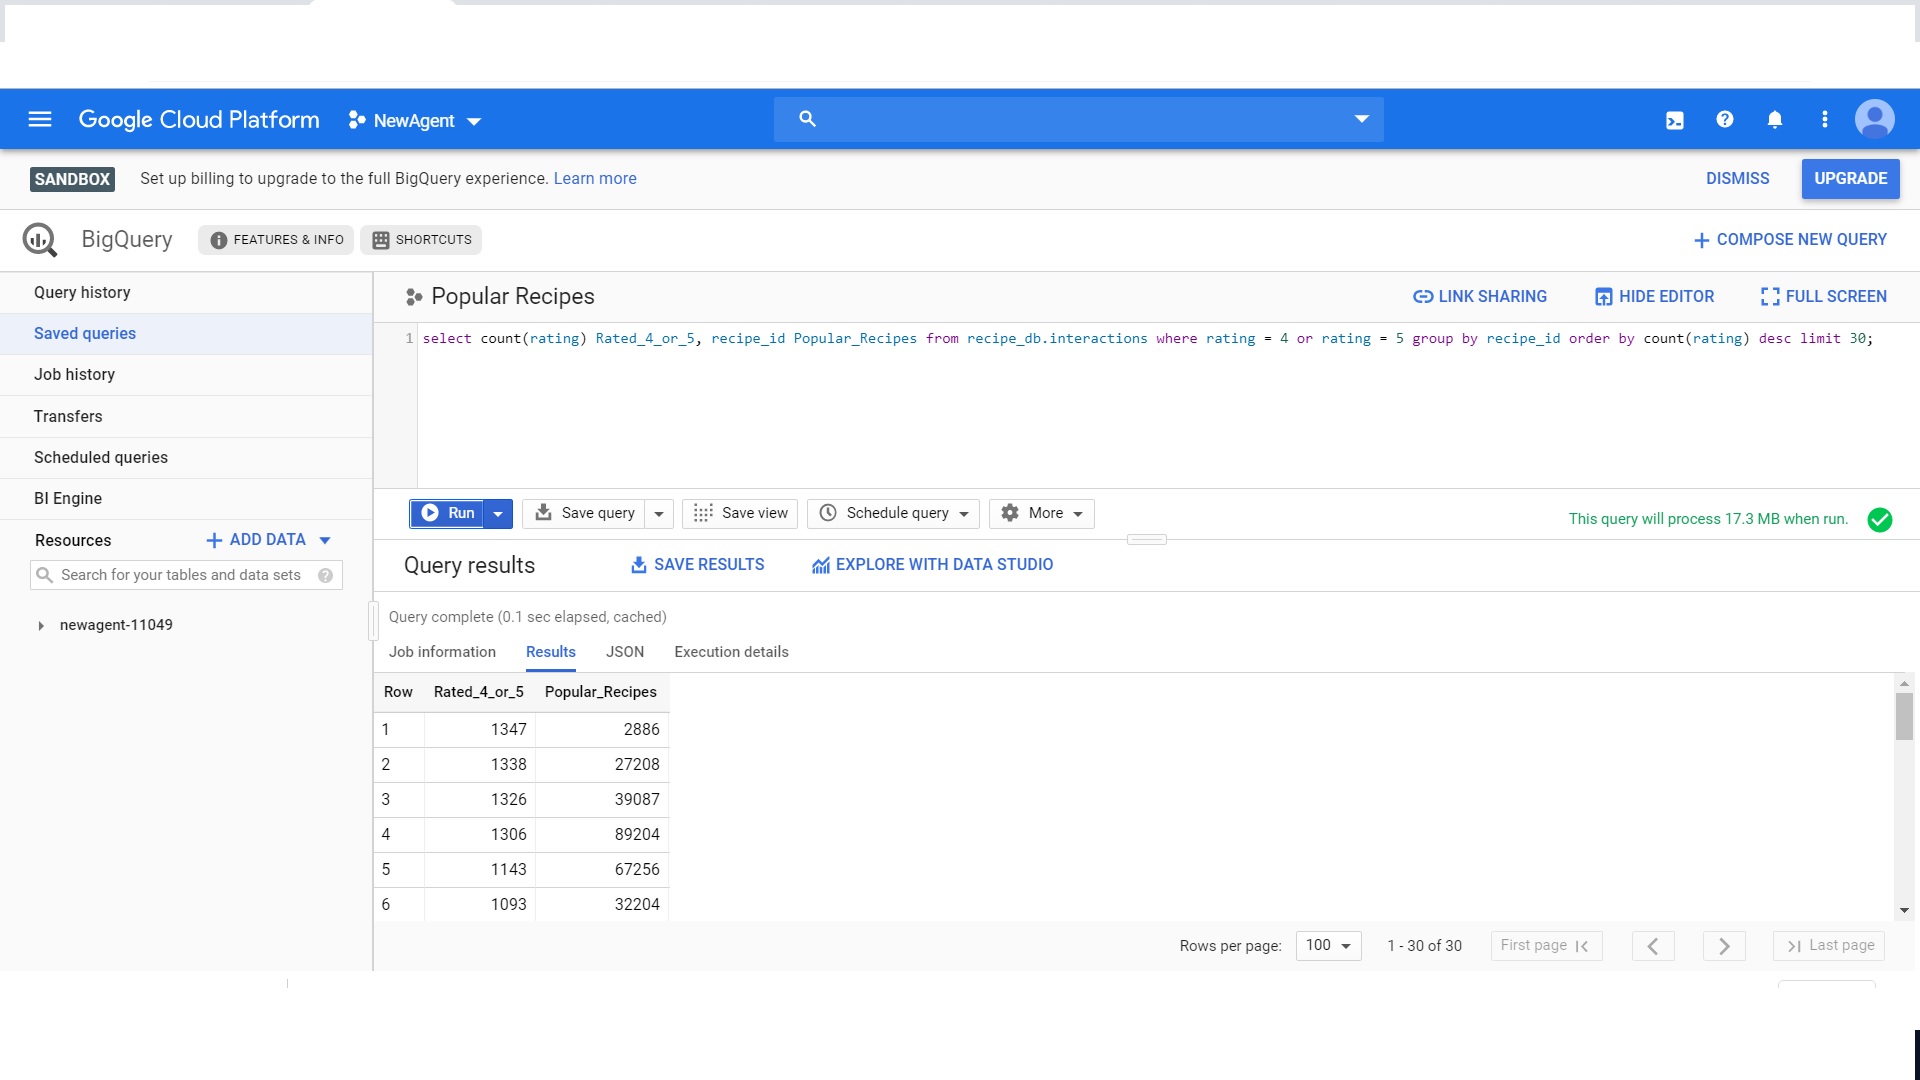 Google Cloud Platform NewAgent
SANDBOX Set up billing to upgrade to the full BigQuery experience. Learn more DISMISS UPGRADE
BigQuery FEATURES & INFO SHORTCUTS COMPOSE NEW QUERY
Query history
Saved queries
Job history
Transfers
Scheduled queries
BI Engine
Resources ADD DATA
Search for your tables and data sets
newagent-11049
Popular Recipes LINK SHARING HIDE EDITOR FULL SCREEN
1 select count(rating) Rated_4_or_5, recipe_id Popular_Recipes from recipe_db.interactions where rating = 4 or rating = 5 group by recipe_id order by count(rating) desc limit 30;
Run Save query Save view Schedule query More This query will process 17.3 MB when run.
Query results SAVE RESULTS EXPLORE WITH DATA STUDIO
Query complete (0.1 sec elapsed, cached)
Job information Results JSON Execution details
Row Rated_4_or_5 Popular_Recipes
1 1347 2886
2 1338 27208
3 1326 39087
4 1306 89204
5 1143 67256
6 1093 32204
Rows per page: 100 1 - 30 of 30 First page Last page